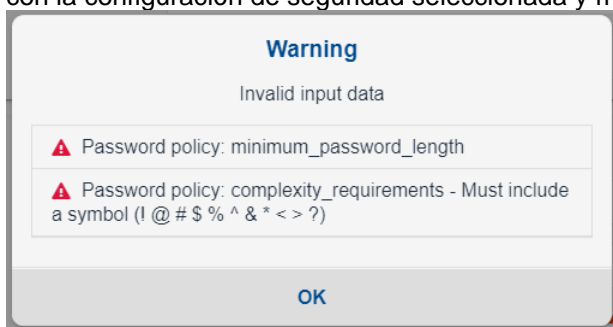 con la configuración de seguridad seleccionada y
Warning
Invalid input data
Password policy: minimum_password_length
Password policy: complexity_requirements - Must include
a symbol (! @ # $ % ^ & * < > ?)
OK